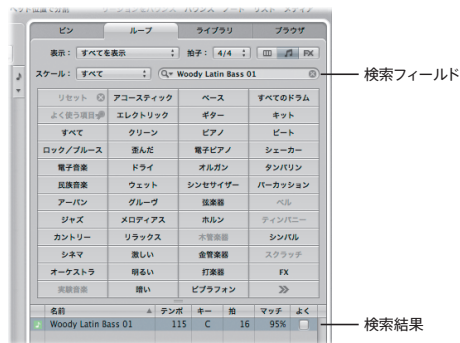 ビン ループ ライブラリ ブラウザ
表示： すべてを表示 拍子： 4/4 FX
スケール： すべて Woody Latin Bass 01 検索フィールド
リセット アコースティック ベース すべてのドラム
よく使う項目 エレクトリック ギター キット
すべて クリーン ピアノ ビート
ロック/ブルース 歪んだ 電子ピアノ シェーカー
電子音楽 ドライ オルガン タンバリン
民族音楽 ウェット シンセサイザー パーカッション
アーバン グルーヴ 弦楽器 ベル
ジャズ メロディアス ホルン ティンパニー
カントリー リラックス 木管楽器 シンバル
シネマ 激しい 金管楽器 スクラッチ
オーケストラ 明るい 打楽器 FX
実験音楽 暗い ビブラフォン
名前 テンポ キー 拍 マッチ よく
Woody Latin Bass 01 115 C 16 95% 検索結果